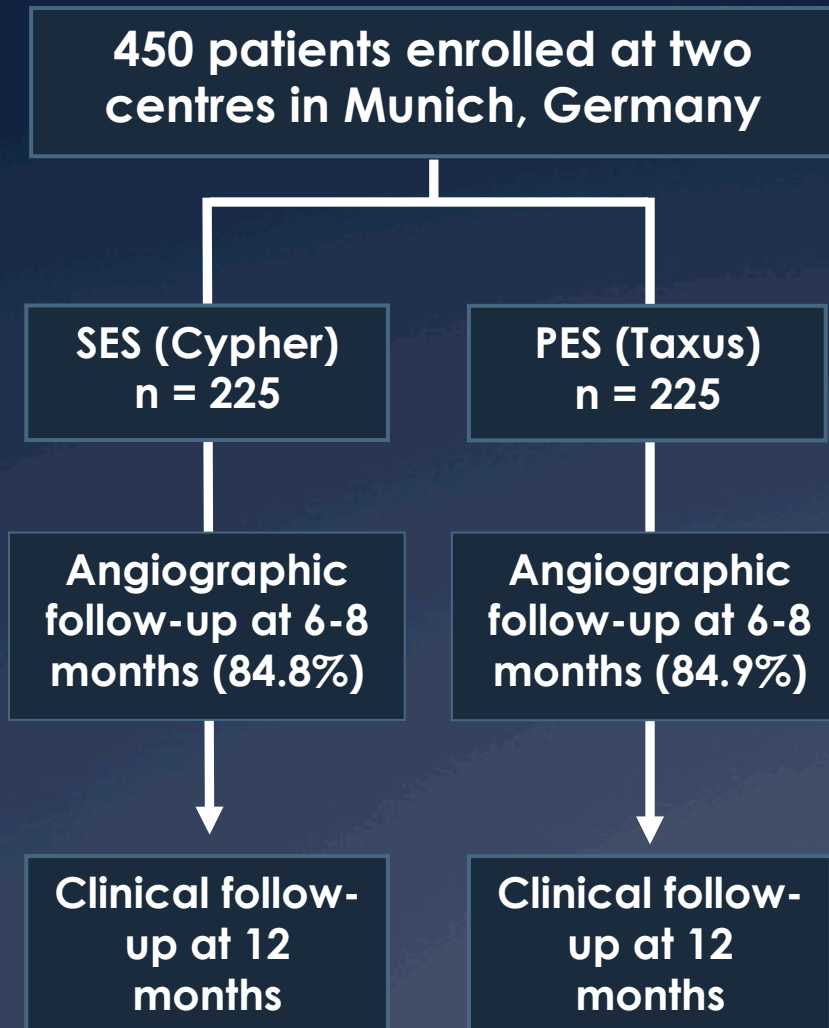 450 patients enrolled at two
centres in Munich, Germany
SES (Cypher)
n = 225
PES (Taxus)
n = 225
Angiographic
follow-up at 6-8
months (84.8%)
Angiographic
follow-up at 6-8
months (84.9%)
Clinical follow-
up at 12
months
Clinical follow-
up at 12
months